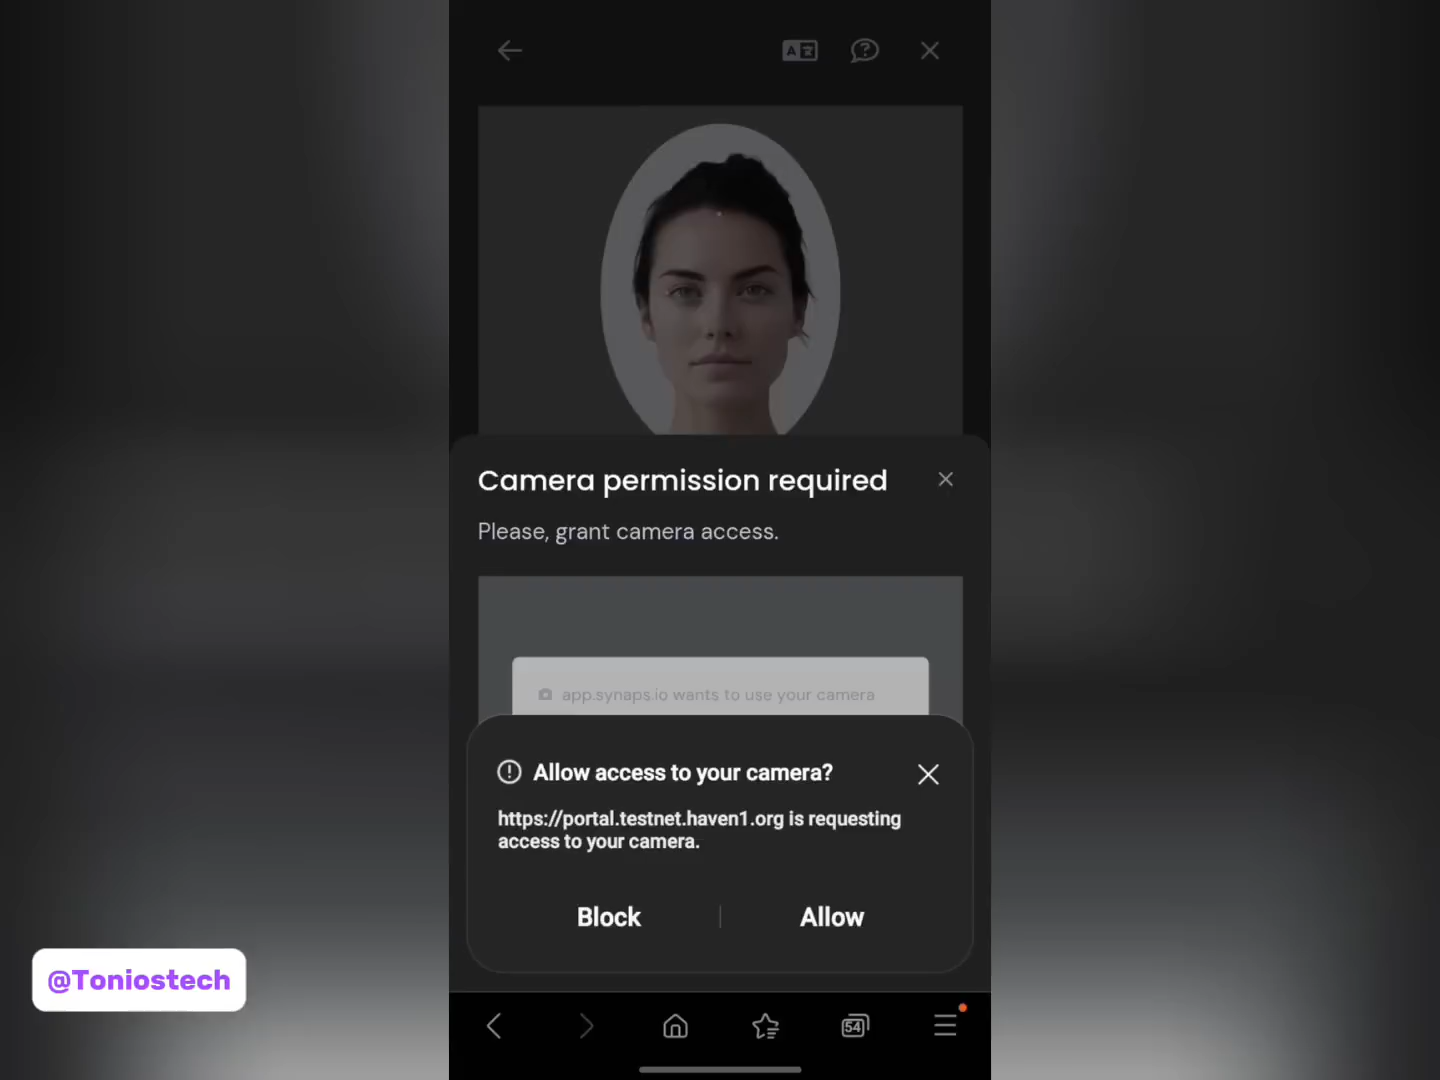 Camera permission required
Please, grant camera access.
app.synaps.io wants to use your camera
Allow access to your camera?
https://portal.testnet.haven1.org is requesting
access to your camera.
Block
Allow
@Toniostech
54